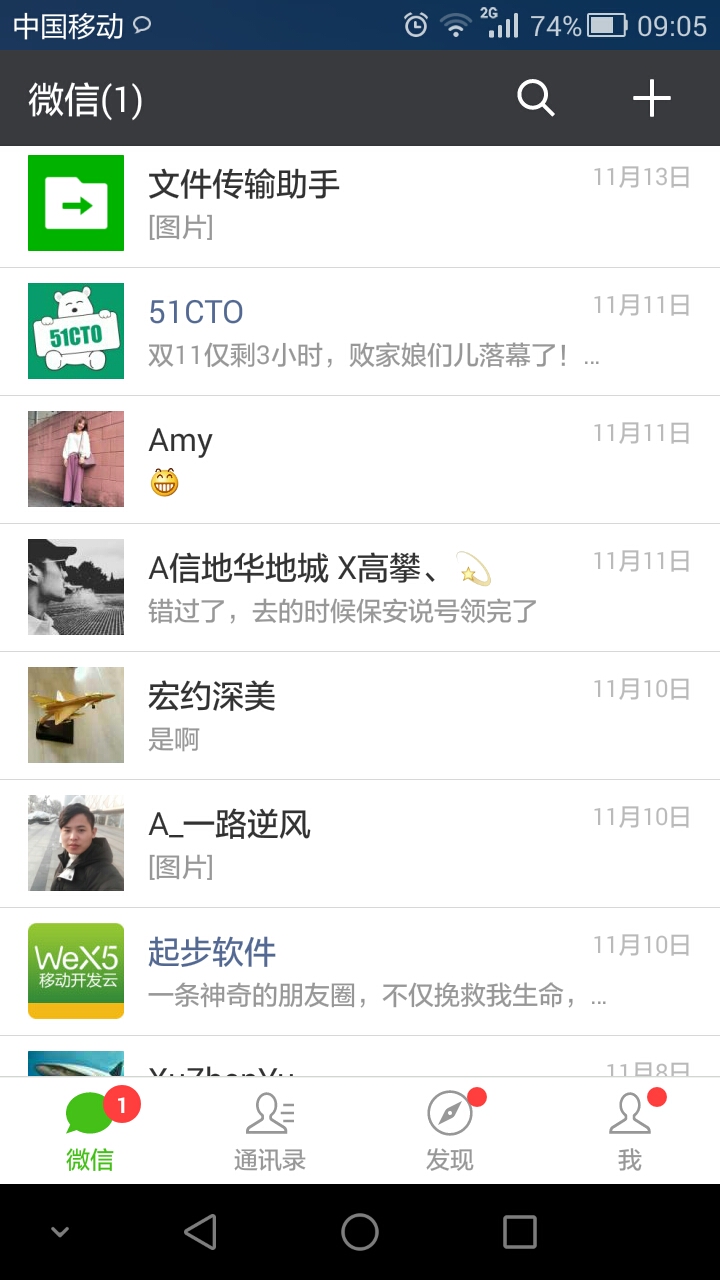 中国移动
2G
74%
09:05
微信(1)
文件传输助手
11月13日
[图片]
51CTO
51CTO
11月11日
双11仅剩3小时，败家娘们儿落幕了！...
Amy
11月11日
A信地华地城 X高攀、
11月11日
错过了，去的时候保安说号领完了
宏约深美
11月10日
是啊
A_一路逆风
11月10日
[图片]
WeX5
移动开发云
起步软件
11月10日
一条神奇的朋友圈，不仅挽救我生命，...
XuZhenYu
11月8日
1
微信
通讯录
发现
我